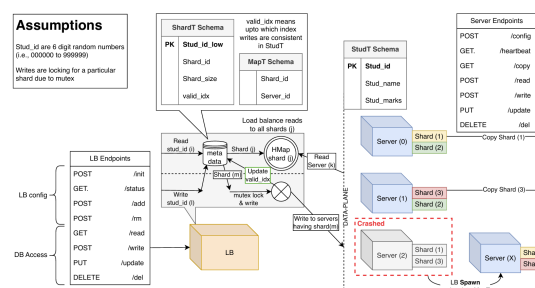 Assumptions
Stud_id are 6 digit random numbers
(i.e., 000000 to 999999)
Writes are looking for a particular
shard due to mutex
ShardT Schema
PK Stud_id_low
Shard_id
Shard_size
valid_idx
valid_idx means
upto which index
writes are consistent
in StudT
MapT Schema
Shard_id
Server_id
StudT Schema
PK Stud_id
Stud_name
Stud_marks
Server Endpoints
POST /config
GET. /heartbeat
GET /copy
POST /read
POST /write
PUT /update
DELETE /del
Load balance reads
to all shards (j)
Read
stud_id (i)
meta
data
Shard (j)
HMap
shard (j)
Read
Server (k)
Shard (m)
Update
valid_idx
Write
stud_id (l)
mutex lock
& write
Write to servers
having shard(m)
DATA-PLANE
LB Endpoints
POST /init
GET. /status
POST /add
POST /rm
GET /read
POST /write
PUT /update
DELETE /del
LB config
DB Access
LB
Server (0)
Shard (1)
Shard (2)
Copy Shard (1)
Server (1)
Shard (3)
Shard (2)
Copy Shard (3)
Crashed
Server (2)
Shard (1)
Shard (3)
Server (X)
Sha
Sha
LB Spawn